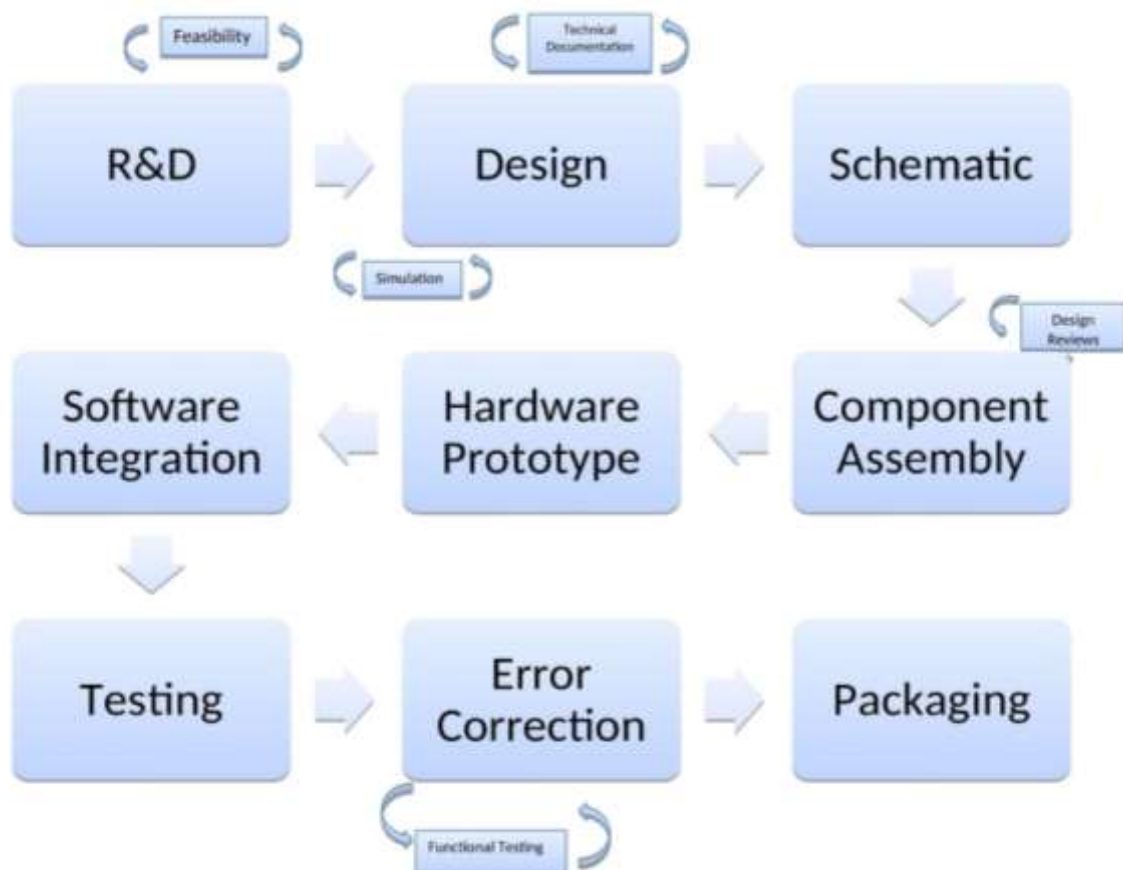 Feasibility
Technical
Documentation
R&D
Design
Schematic
Simulation
Design
Reviews
Software
Integration
Hardware
Prototype
Component
Assembly
Testing
Error
Correction
Packaging
Functional Testing